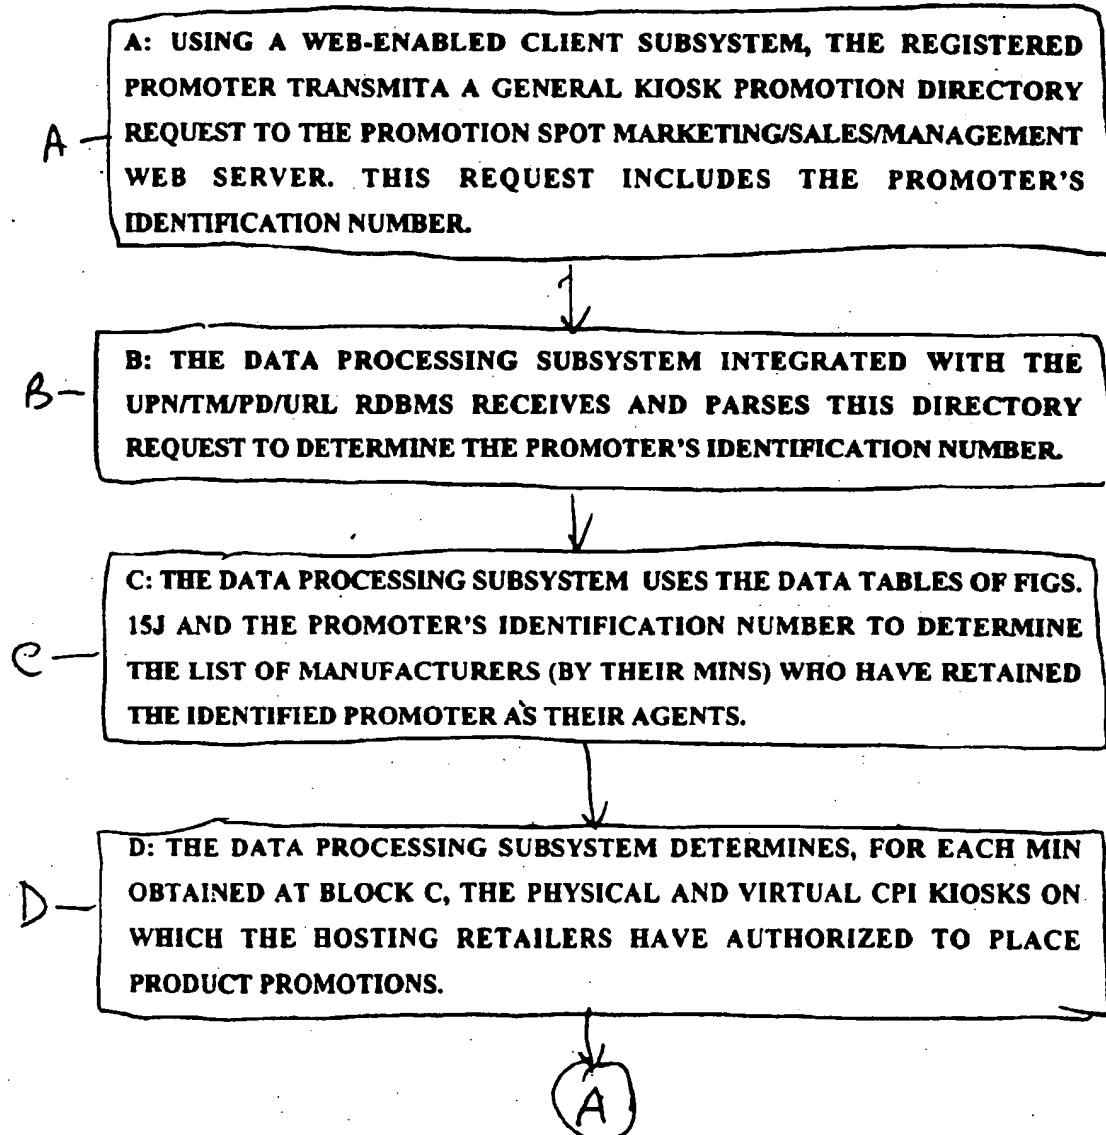 A: USING A WEB-ENABLED CLIENT SUBSYSTEM, THE REGISTERED
PROMOTER TRANSMITA A GENERAL KIOSK PROMOTION DIRECTORY
A REQUEST TO THE PROMOTION SPOT MARKETING/SALES/MANAGEMENT
WEB SERVER. THIS REQUEST INCLUDES THE PROMOTER'S
IDENTIFICATION NUMBER.
B: THE DATA PROCESSING SUBSYSTEM INTEGRATED WITH THE
B UPN/TM/PD/URL RDBMS RECEIVES AND PARSES THIS DIRECTORY
REQUEST TO DETERMINE THE PROMOTER'S IDENTIFICATION NUMBER.
C: THE DATA PROCESSING SUBSYSTEM USES THE DATA TABLES OF FIGS.
15J AND THE PROMOTER'S IDENTIFICATION NUMBER TO DETERMINE
C THE LIST OF MANUFACTURERS (BY THEIR MINS) WHO HAVE RETAINED
THE IDENTIFIED PROMOTER AS THEIR AGENTS.
D: THE DATA PROCESSING SUBSYSTEM DETERMINES, FOR EACH MIN
D OBTAINED AT BLOCK C, THE PHYSICAL AND VIRTUAL CPI KIOSKS ON
WHICH THE HOSTING RETAILERS HAVE AUTHORIZED TO PLACE
PRODUCT PROMOTIONS.
A